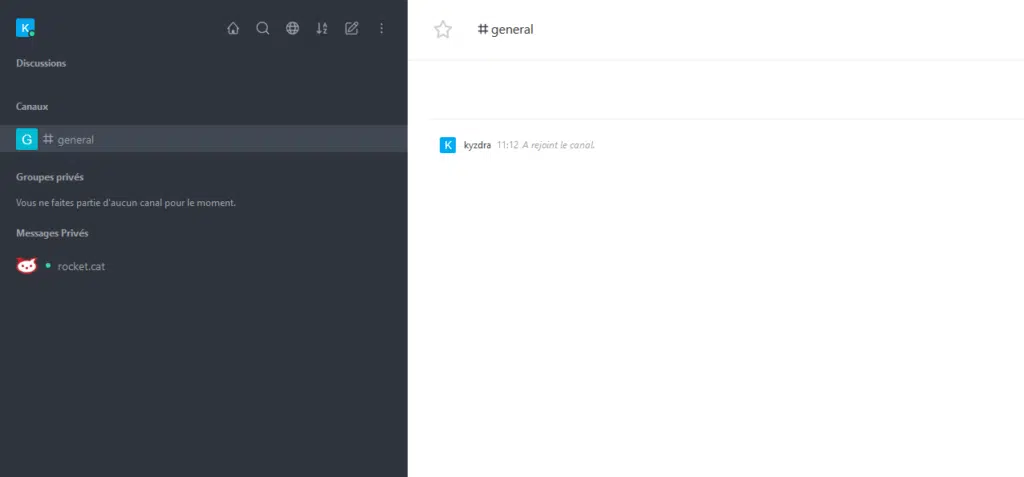 K
Discussions
Canaux
G # general
Groupes privés
Vous ne faites partie d'aucun canal pour le moment.
Messages Privés
rocket.cat
# general
K kyzdra 11:12 A rejoint le canal.